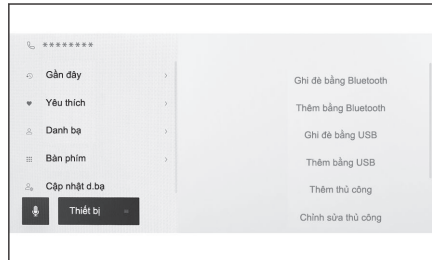 ********
Gần đây
Yêu thích
Danh bạ
Bàn phím
Cập nhật d.bạ
Thiết bị
Ghi đè bằng Bluetooth
Thêm bằng Bluetooth
Ghi đè bằng USB
Thêm bằng USB
Thêm thủ công
Chỉnh sửa thủ công